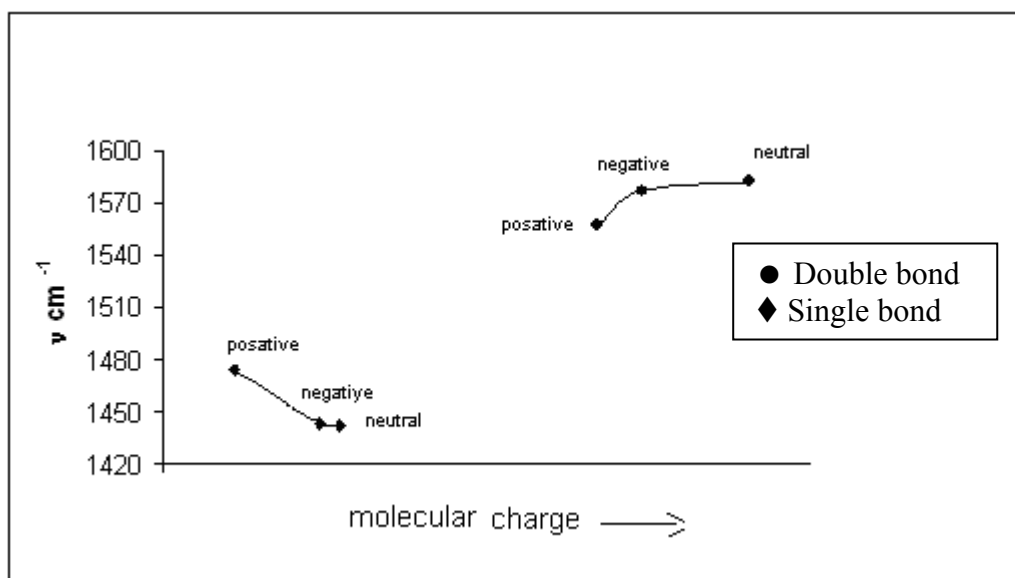 1600
1570
1540
1510
1480
1450
1420
ν cm -1
posative
negatiye
neutral
posative
negative
neutral
● Double bond
♦ Single bond
molecular charge